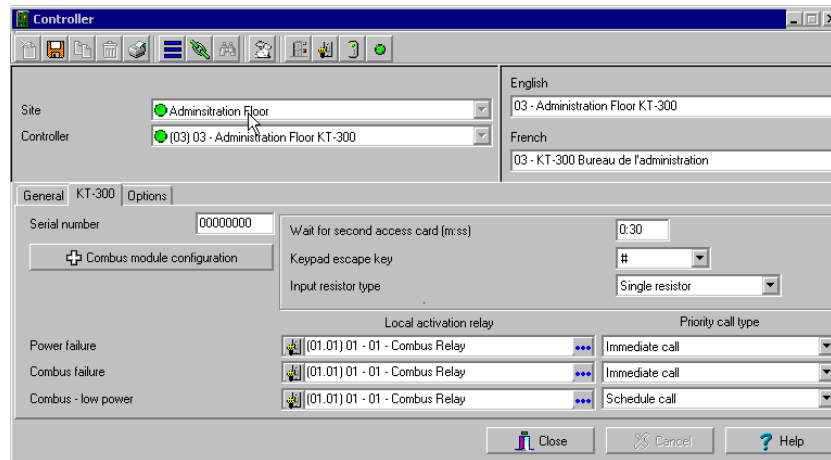 Controller
English
Site
Adminsitration Floor
03 - Administration Floor KT-300
Controller
(03) 03 - Administration Floor KT-300
French
03 - KT-300 Bureau de l'administration
General KT-300 Options
Serial number
00000000
Wait for second access card (m:ss)
0:30
Combus module configuration
Keypad escape key
#
Input resistor type
Single resistor
Local activation relay
Priority call type
Power failure
(01.01) 01 - 01 - Combus Relay
Immediate call
Combus failure
(01.01) 01 - 01 - Combus Relay
Immediate call
Combus - low power
(01.01) 01 - 01 - Combus Relay
Schedule call
Close
Cancel
Help